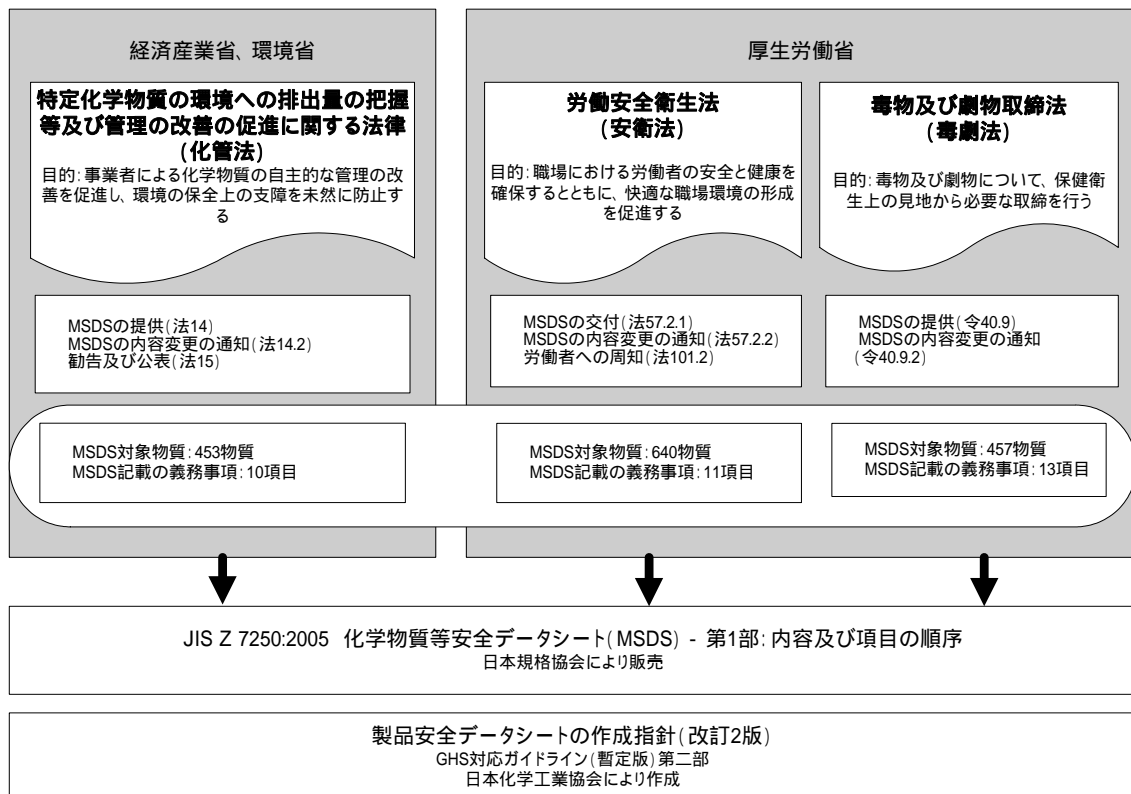 経済産業省、環境省
特定化学物質の環境への排出量の把握
等及び管理の改善の促進に関する法律
(化管法)
目的:事業者による化学物質の自主的な管理の改
善を促進し、環境の保全上の支障を未然に防止す
る
MSDSの提供(法14)
MSDSの内容変更の通知(法14.2)
勧告及び公表(法15)
MSDS対象物質:453物質
MSDS記載の義務事項:10項目
厚生労働省
労働安全衛生法
(安衛法)
目的:職場における労働者の安全と健康を
確保するとともに、快適な職場環境の形成
を促進する
MSDSの交付(法57.2.1)
MSDSの内容変更の通知(法57.2.2)
労働者への周知(法101.2)
MSDS対象物質:640物質
MSDS記載の義務事項:11項目
毒物及び劇物取締法
(毒劇法)
目的:毒物及び劇物について、保健衛
生上の見地から必要な取締を行う
MSDSの提供(令40.9)
MSDSの内容変更の通知
(令40.9.2)
MSDS対象物質:457物質
MSDS記載の義務事項:13項目
JIS Z 7250:2005 化学物質等安全データシート(MSDS) - 第1部:内容及び項目の順序
日本規格協会により販売
製品安全データシートの作成指針(改訂2版)
GHS対応ガイドライン(暫定版)第二部
日本化学工業協会により作成